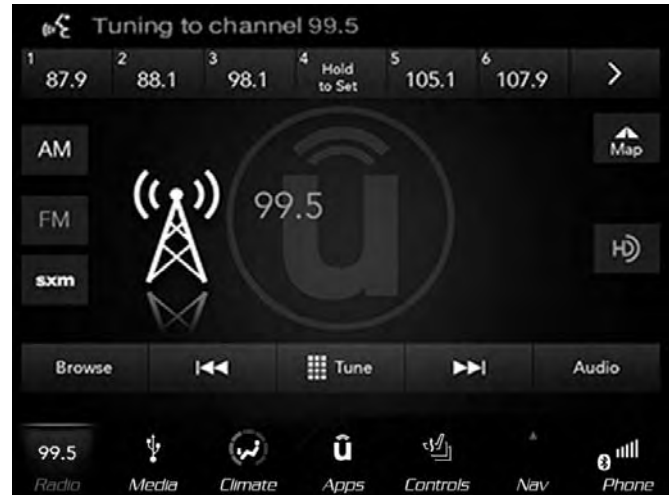 Tuning to channel 99.5
1 87.9 2 88.1 3 98.1 4 Hold to Set 5 105.1 6 107.9
AM
Map
FM
99.5
HD
sxm
û
Browse Tune Audio
99.5 û
Radio Media Climate Apps Controls Nav Phone